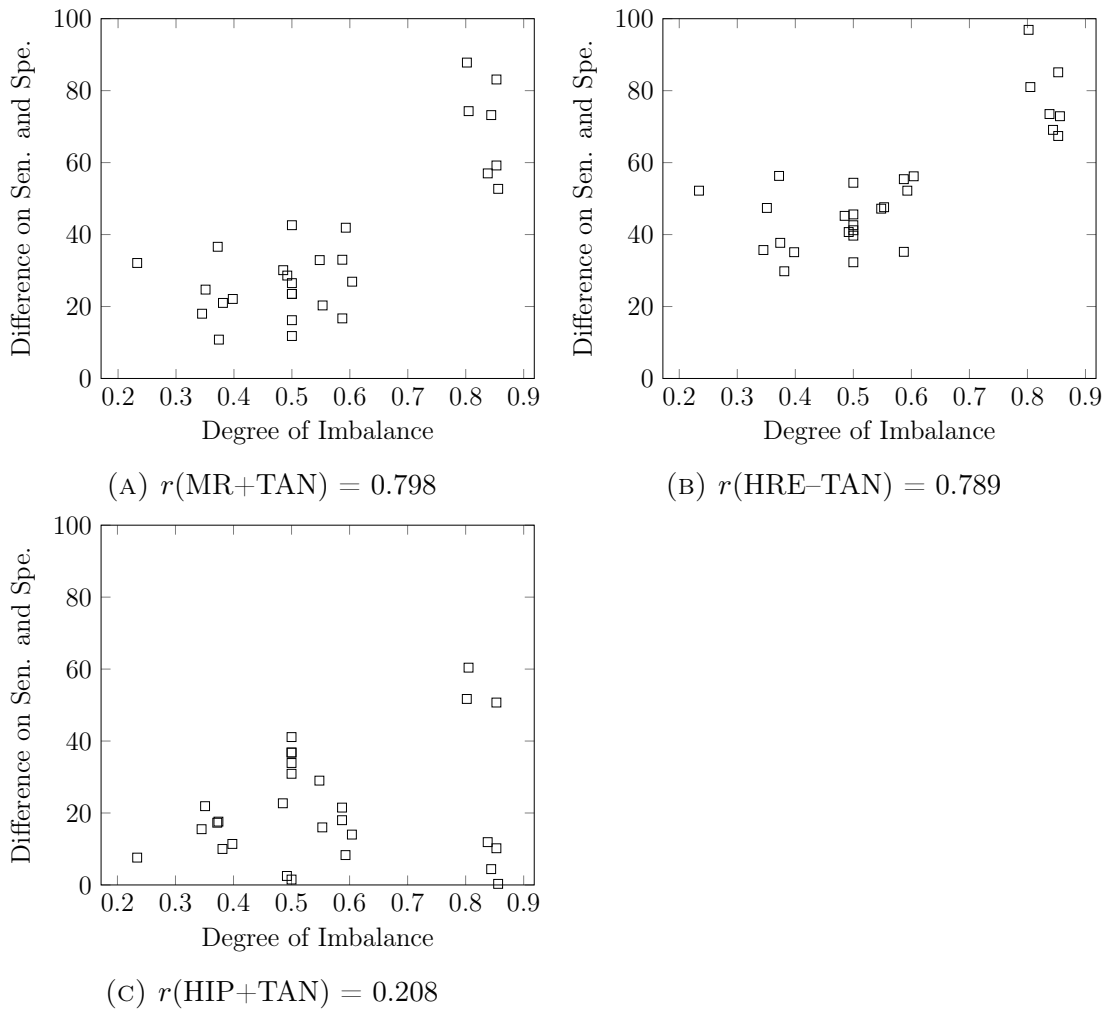 100
80
60
40
20
0
Difference on Sen. and Spe.
0.2 0.3 0.4 0.5 0.6 0.7 0.8 0.9
Degree of Imbalance
(A) r(MR+TAN) = 0.798
100
80
60
40
20
0
Difference on Sen. and Spe.
0.2 0.3 0.4 0.5 0.6 0.7 0.8 0.9
Degree of Imbalance
(B) r(HRE–TAN) = 0.789
100
80
60
40
20
0
Difference on Sen. and Spe.
0.2 0.3 0.4 0.5 0.6 0.7 0.8 0.9
Degree of Imbalance
(C) r(HIP+TAN) = 0.208